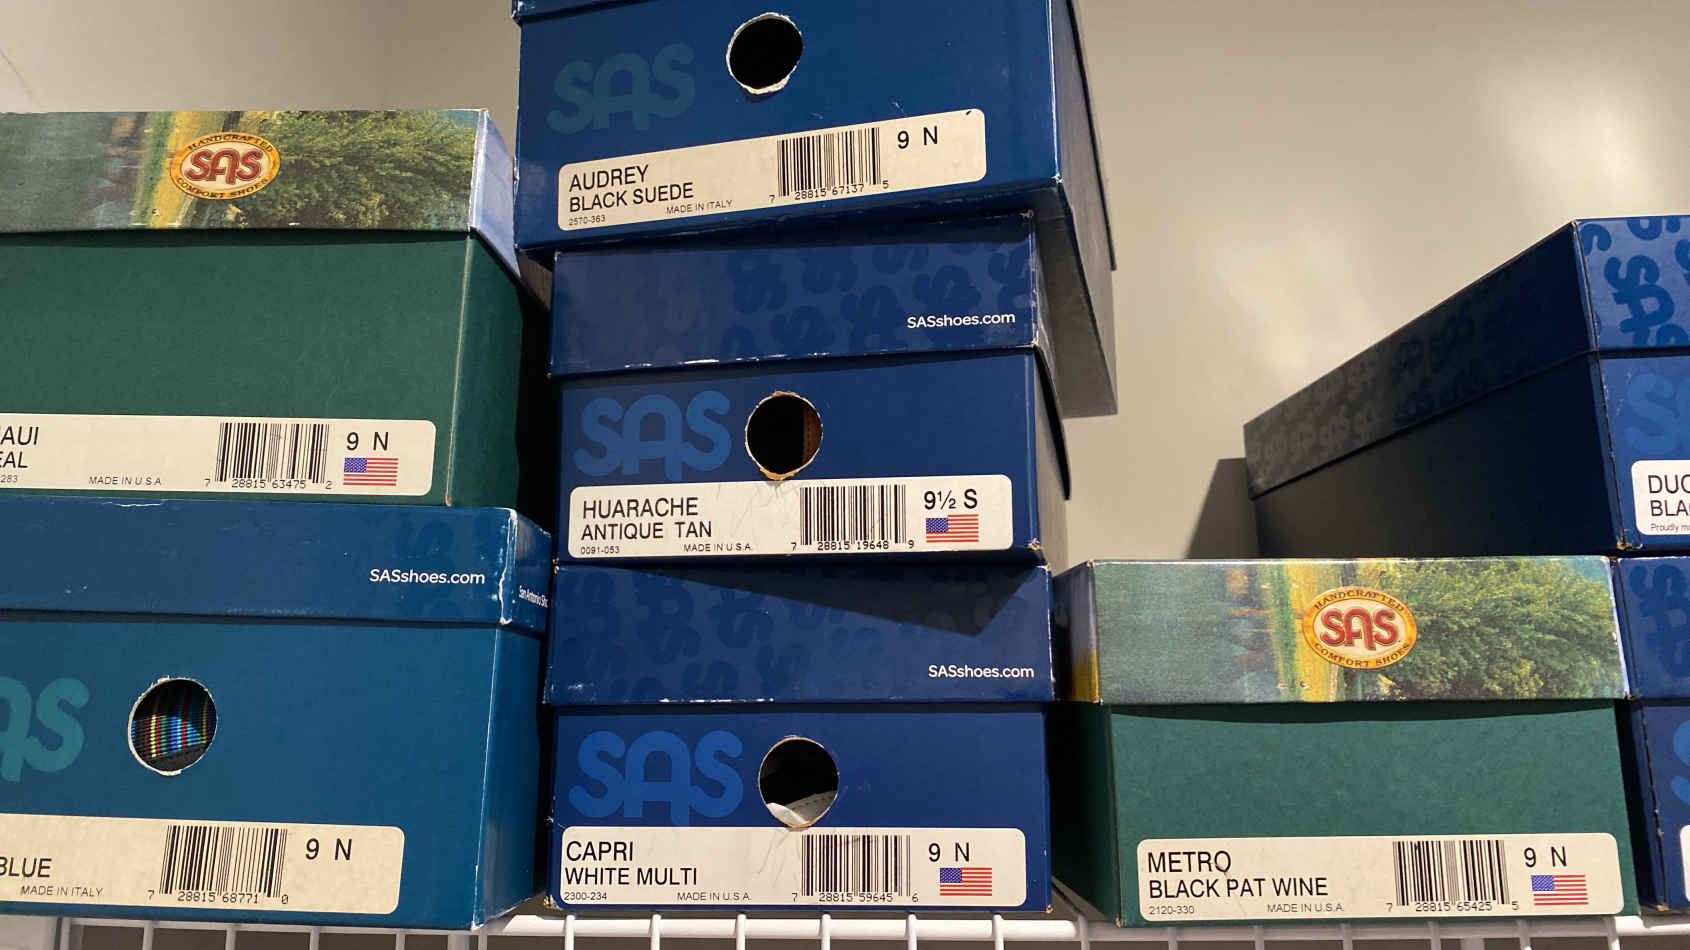 SAS
AUDREY
BLACK SUEDE
2570-363
MADE IN ITALY
7 28815 67137 5
9 N
HANDCRAFTED
SAS
COMFORT SHOES
283
MADE IN U.S.A.
7 28815 63475 2
9 N
SASshoes.com
SAS
HUARACHE
ANTIQUE TAN
0091-053
MADE IN U.S.A.
7 28815 19648 9
9½ S
SASshoes.com
BLUE
MADE IN ITALY
7 28815 68771 0
9 N
SASshoes.com
SAS
CAPRI
WHITE MULTI
2300-234
MADE IN U.S.A.
7 28815 59645 6
9 N
HANDCRAFTED
SAS
COMFORT SHOES
METRO
BLACK PAT WINE
2120-330
MADE IN U.S.A.
7 28815 65425 5
9 N
Proudly